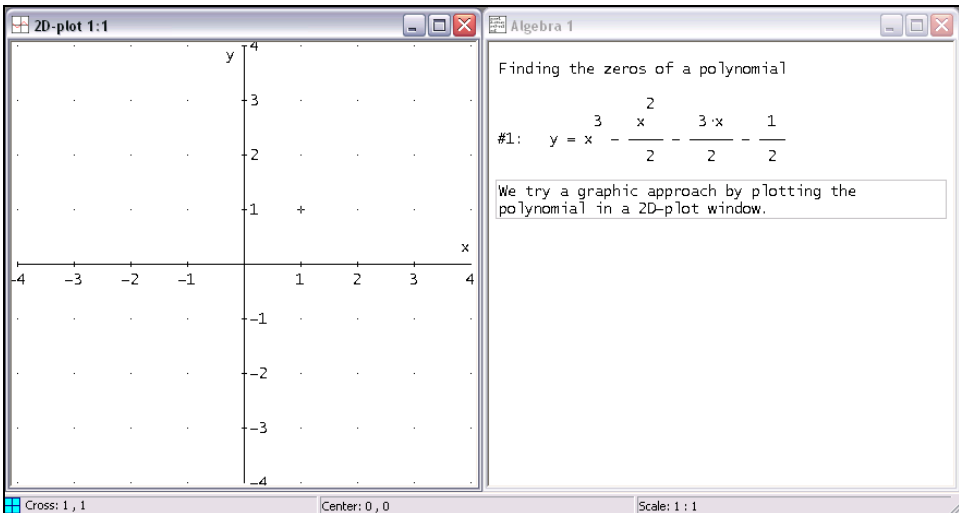 2D-plot 1:1
y
4
3
2
1
x
-4 -3 -2 -1 1 2 3 4
-1
-2
-3
-4
Algebra 1
Finding the zeros of a polynomial
#1: y = x³ - x²/2 - 3·x/2 - 1/2
We try a graphic approach by plotting the
polynomial in a 2D-plot window.
Cross: 1 , 1 Center: 0 , 0 Scale: 1 : 1